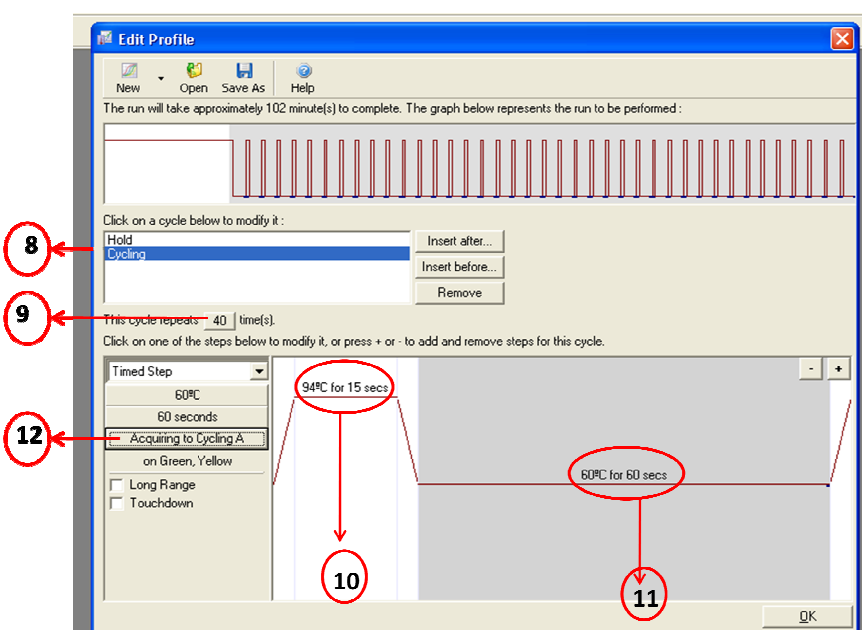 Edit Profile
New Open Save As Help
The run will take approximately 102 minute(s) to complete. The graph below represents the run to be performed :
Click on a cycle below to modify it :
8
Hold
Cycling
Insert after...
Insert before...
Remove
9
This cycle repeats 40 time(s).
Click on one of the steps below to modify it, or press + or - to add and remove steps for this cycle.
Timed Step
- +
60ºC
60 seconds
12
Acquiring to Cycling A
on Green, Yellow
Long Range
Touchdown
94ºC for 15 secs
60ºC for 60 secs
10
11
OK